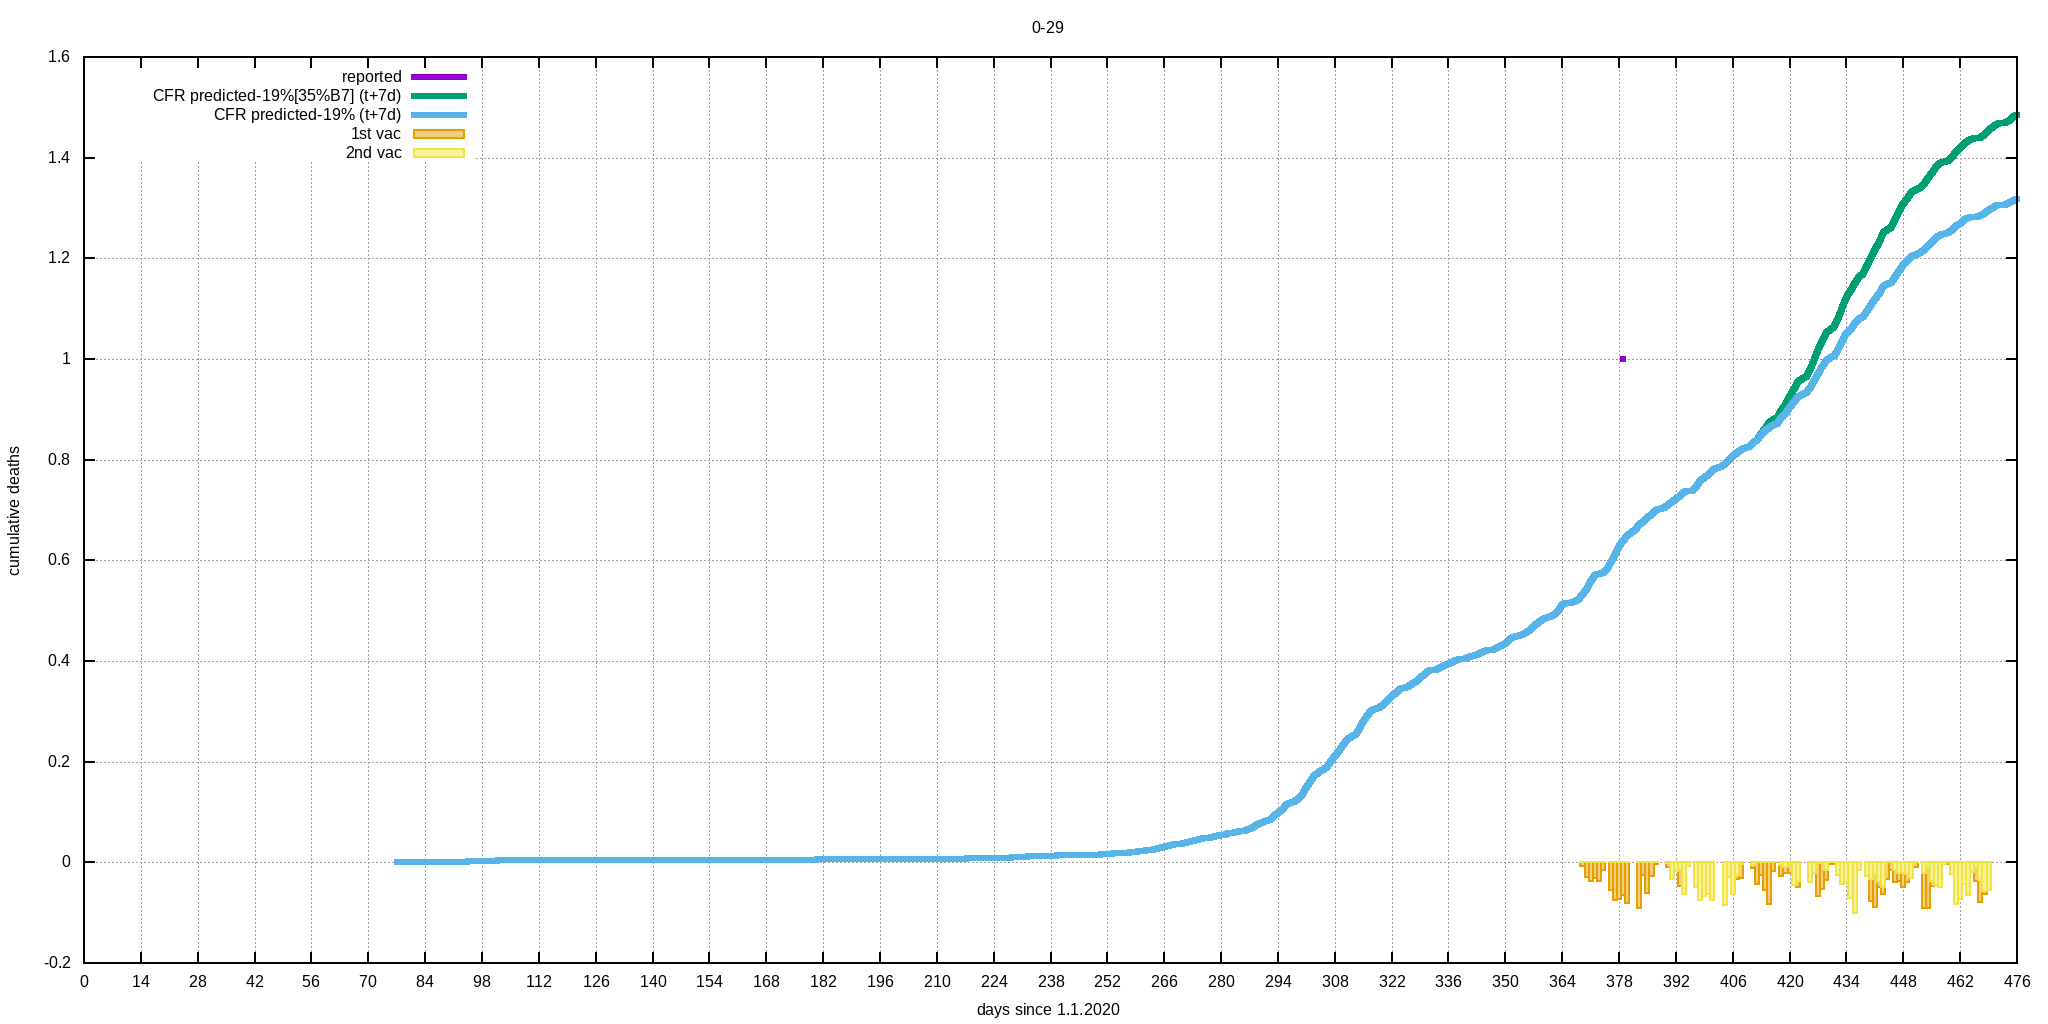 0-29
1.6
1.4
1.2
1
0.8
0.6
0.4
0.2
0
-0.2
cumulative deaths
reported
CFR predicted-19%[35%B7] (t+7d)
CFR predicted-19% (t+7d)
1st vac
2nd vac
0 14 28 42 56 70 84 98 112 126 140 154 168 182 196 210 224 238 252 266 280 294 308 322 336 350 364 378 392 406 420 434 448 462 476
days since 1.1.2020